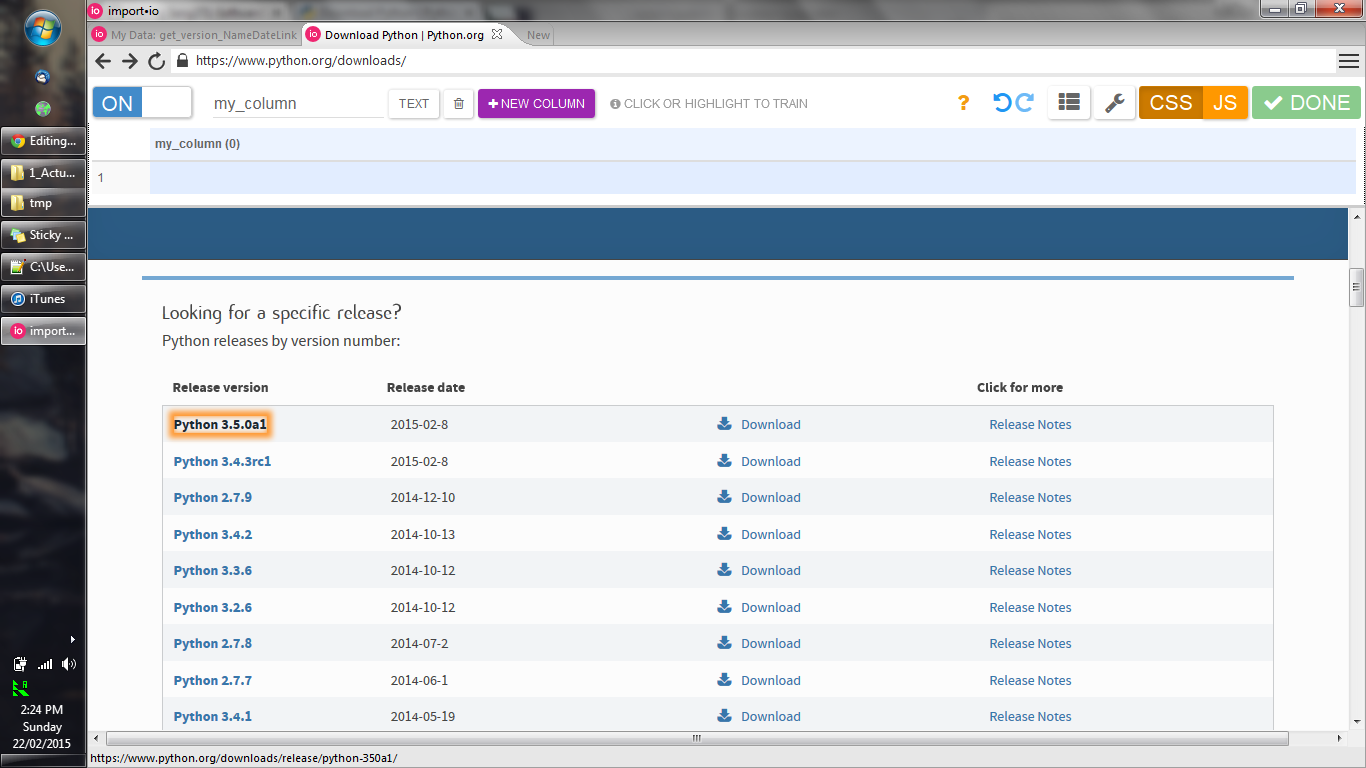 import•io
My Data: get_version_NameDateLink
Download Python | Python.org
New
https://www.python.org/downloads/
ON
my_column
TEXT
+ NEW COLUMN
CLICK OR HIGHLIGHT TO TRAIN
?
CSS JS
DONE
my_column (0)
1
Looking for a specific release?
Python releases by version number:
Release version Release date Click for more
Python 3.5.0a1 2015-02-8 Download Release Notes
Python 3.4.3rc1 2015-02-8 Download Release Notes
Python 2.7.9 2014-12-10 Download Release Notes
Python 3.4.2 2014-10-13 Download Release Notes
Python 3.3.6 2014-10-12 Download Release Notes
Python 3.2.6 2014-10-12 Download Release Notes
Python 2.7.8 2014-07-2 Download Release Notes
Python 2.7.7 2014-06-1 Download Release Notes
Python 3.4.1 2014-05-19 Download Release Notes
https://www.python.org/downloads/release/python-350a1/
Editing...
1_Actu...
tmp
Sticky ...
C:\Use...
iTunes
import...
2:24 PM
Sunday
22/02/2015